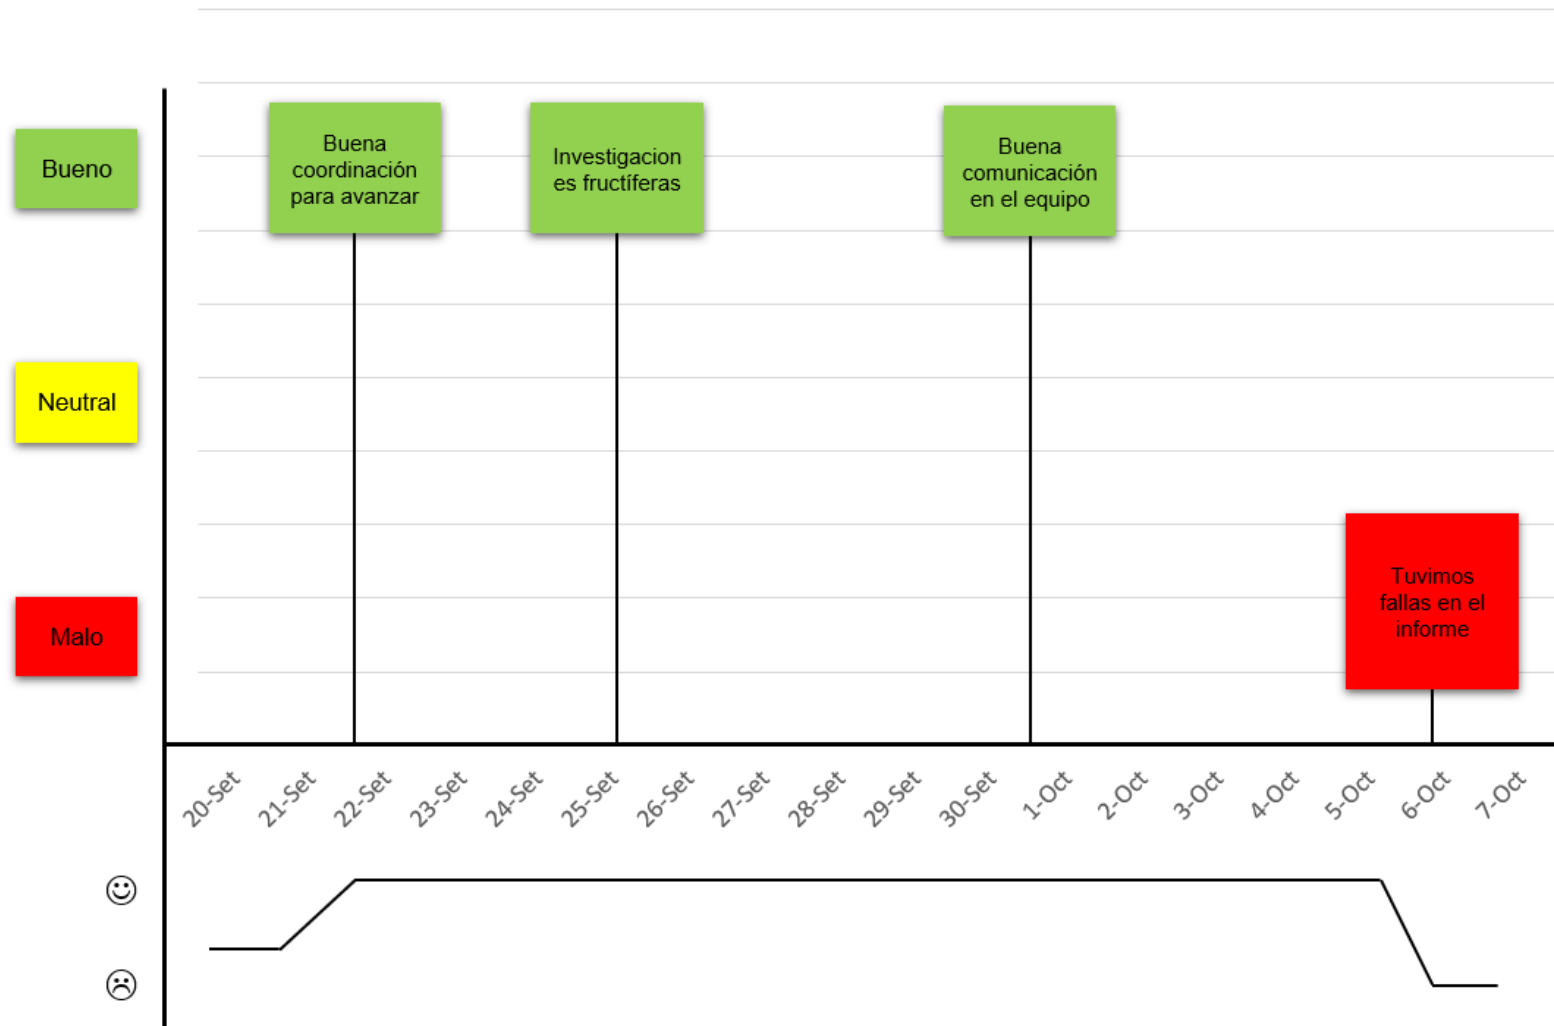 Bueno
Buena
coordinación
para avanzar
Investigacion
es fructíferas
Buena
comunicación
en el equipo
Neutral
Malo
Tuvimos
fallas en el
informe
20-Set
21-Set
22-Set
23-Set
24-Set
25-Set
26-Set
27-Set
28-Set
29-Set
30-Set
1-Oct
2-Oct
3-Oct
4-Oct
5-Oct
6-Oct
7-Oct